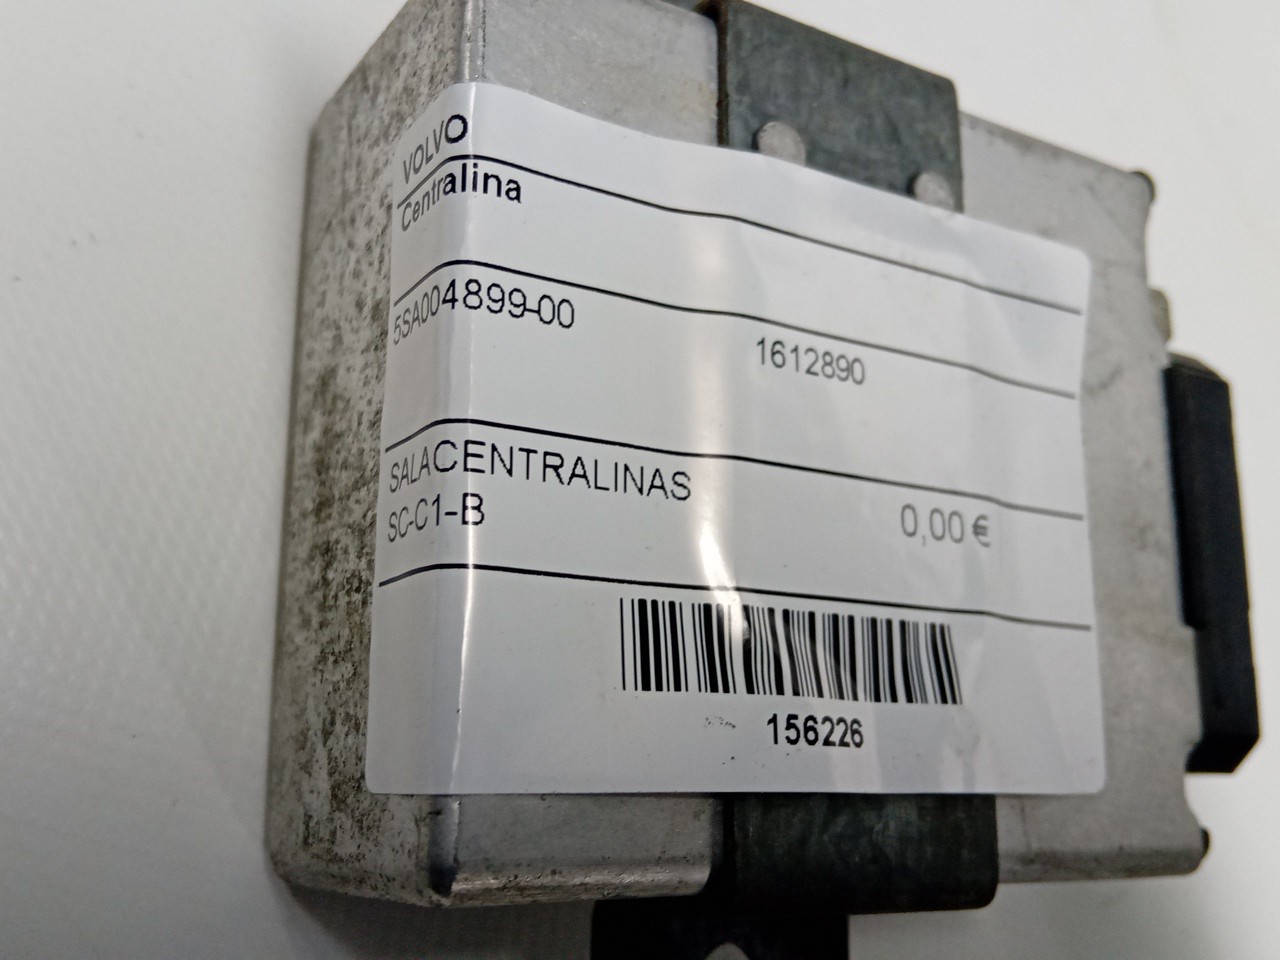 VOLVO
Centralina
5SA004899-00
1612890
SALACENTRALINAS
SC-C1-B
0,00 €
156226